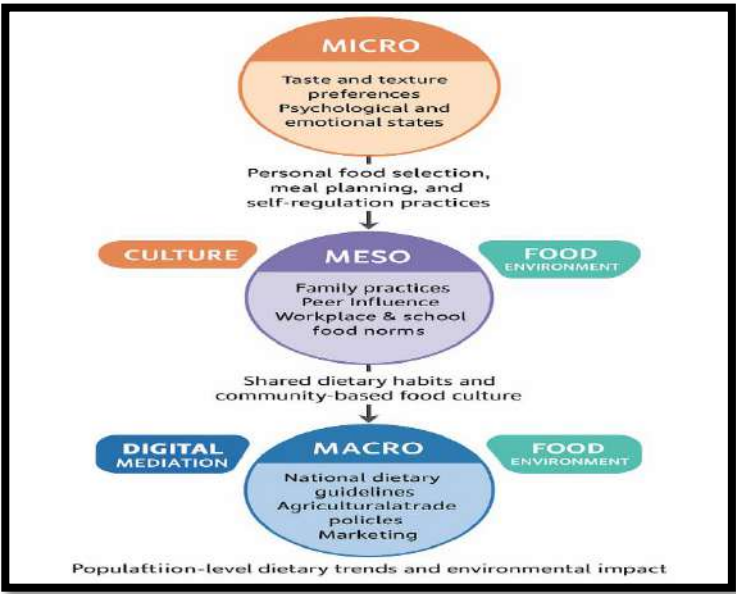 MICRO
Taste and texture
preferences
Psychological and
emotional states
Personal food selection,
meal planning, and
self-regulation practices
CULTURE
MESO
FOOD
ENVIRONMENT
Family practices
Peer Influence
Workplace & school
food norms
Shared dietary habits and
community-based food culture
DIGITAL
MEDIATION
MACRO
FOOD
ENVIRONMENT
National dietary
guidelines
Agriculturalatrade
policles
Marketing
Populaftiion-level dietary trends and environmental impact